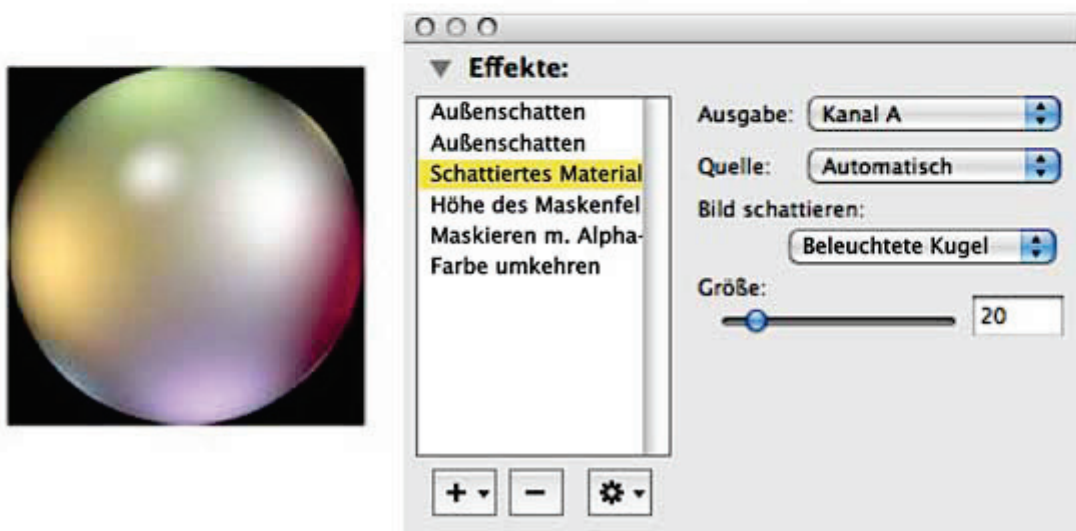 Effekte:
Außenschatten
Außenschatten
Schattiertes Material
Höhe des Maskenfel
Maskieren m. Alpha-
Farbe umkehren
Ausgabe: Kanal A
Quelle: Automatisch
Bild schattieren:
Beleuchtete Kugel
Größe:
20